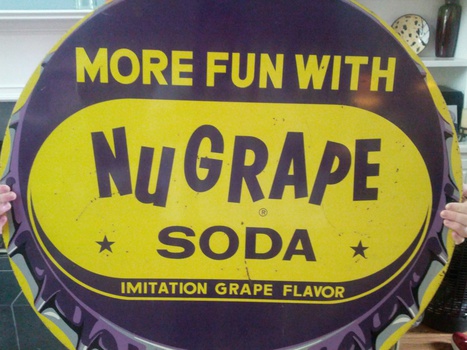 MORE FUN WITH
NUGRAPE
®
SODA
IMITATION GRAPE FLAVOR